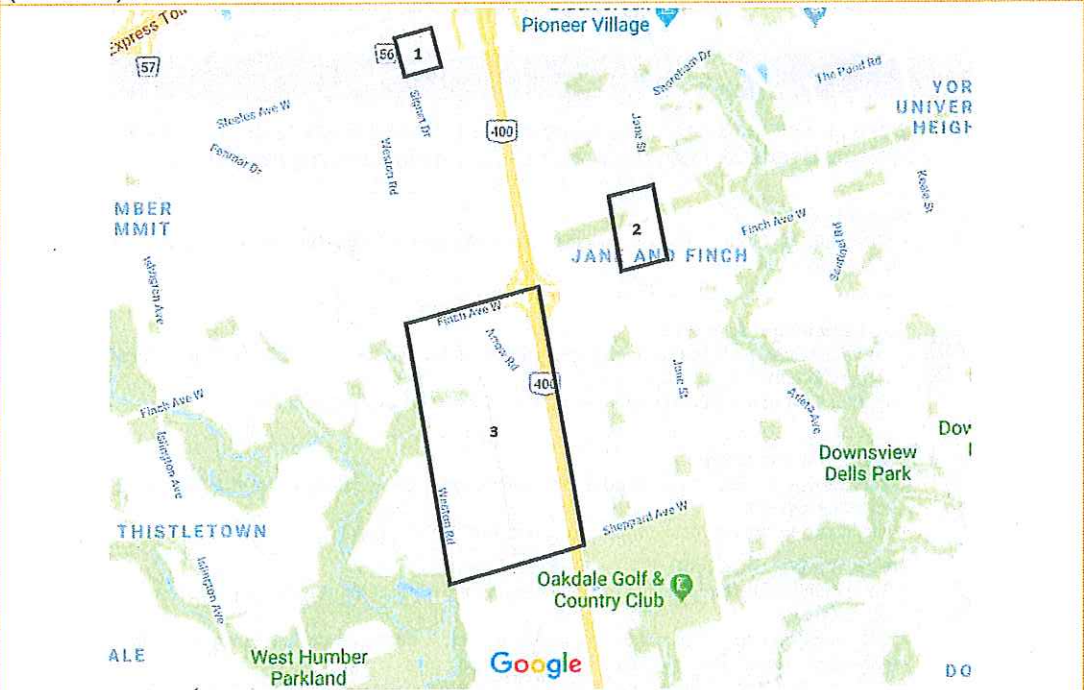 Express Toll
Pioneer Village
57
56
1
400
Signet Dr
Steeles Ave W
Fenmar Dr
Weston Rd
Jane St
Shoreham Dr
The Pond Rd
YOR
UNIVER
HEIGH
Keele St
MBER
MMIT
2
Finch Ave W
Sentinel Rd
JANE AND FINCH
Islington Ave
Finch Ave W
Arrow Rd
400
Jane St
3
Finch Ave W
Islington Ave
Arleta Ave
Downsview
Dells Park
Dow
Weston Rd
Sheppard Ave W
THISTLETOWN
Islington Ave
Oakdale Golf &
Country Club
ALE
West Humber
Parkland
Google
DO